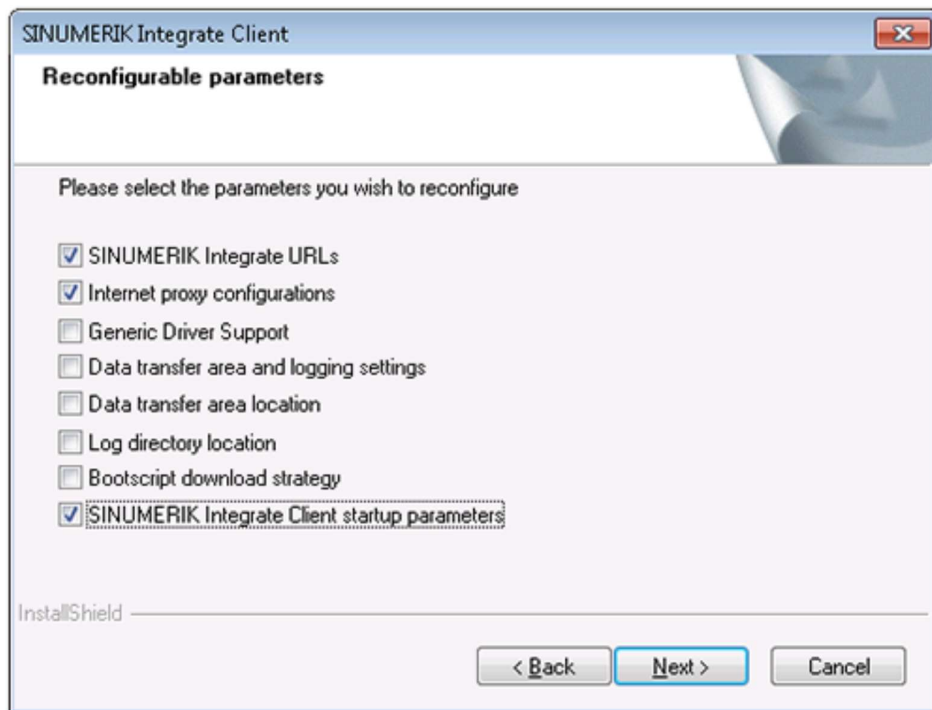 SINUMERIK Integrate Client
Reconfigurable parameters
Please select the parameters you wish to reconfigure
SINUMERIK Integrate URLs
Internet proxy configurations
Generic Driver Support
Data transfer area and logging settings
Data transfer area location
Log directory location
Bootscript download strategy
SINUMERIK Integrate Client startup parameters
InstallShield
< Back Next > Cancel